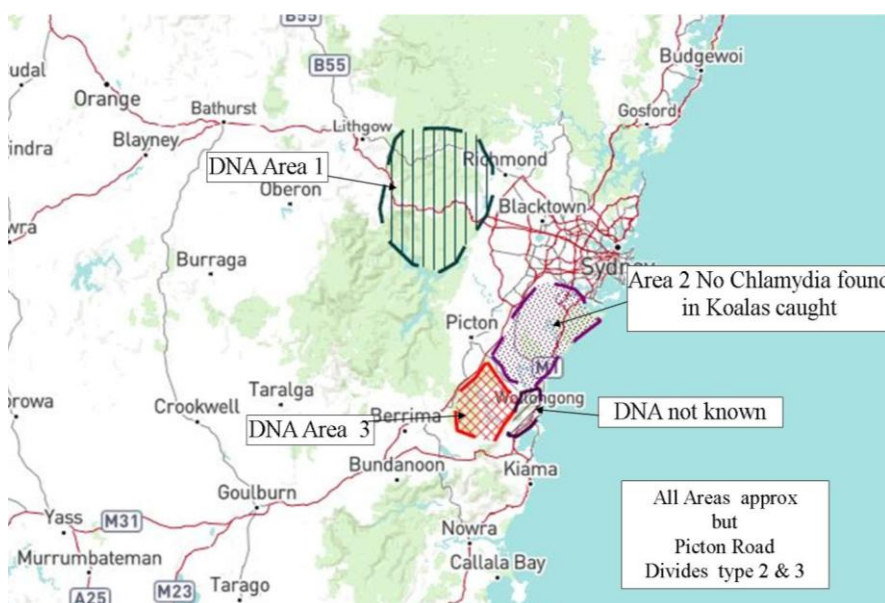 B55
B55
Budgewoi
udal
Orange
Bathurst
Gosford
Lithgow
Blayney
indra
Richmond
DNA Area 1
Oberon
Blacktown
wra
Sydney
Burraga
Area 2 No Chlamydia found
in Koalas caught
Picton
M1
Taralga
Wollongong
orowa
Crookwell
Berrima
DNA not known
DNA Area 3
Bundanoon
Kiama
Goulburn
All Areas approx
but
Picton Road
Divides type 2 & 3
Yass
M31
Nowra
Murrumbateman
Callala Bay
M23
A25
Tarago